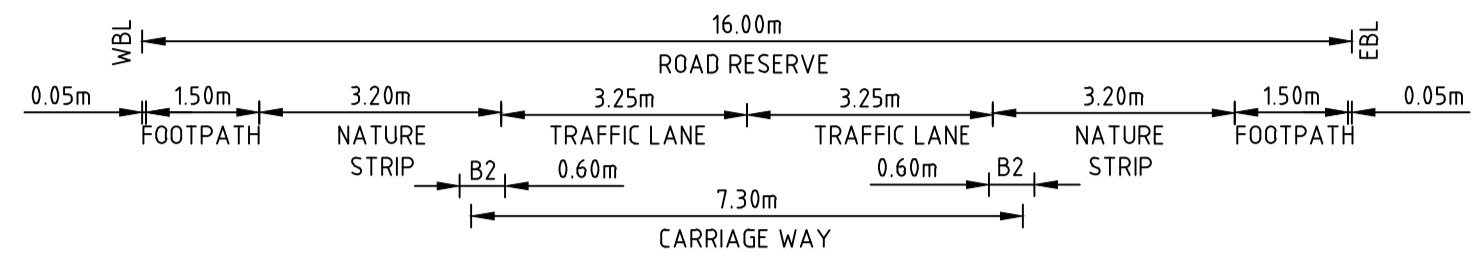 WBL
16.00m
EBL
ROAD RESERVE
0.05m 1.50m 3.20m 3.25m 3.25m 3.20m 1.50m 0.05m
FOOTPATH NATURE STRIP TRAFFIC LANE TRAFFIC LANE NATURE STRIP FOOTPATH
B2 0.60m 0.60m B2
7.30m
CARRIAGE WAY